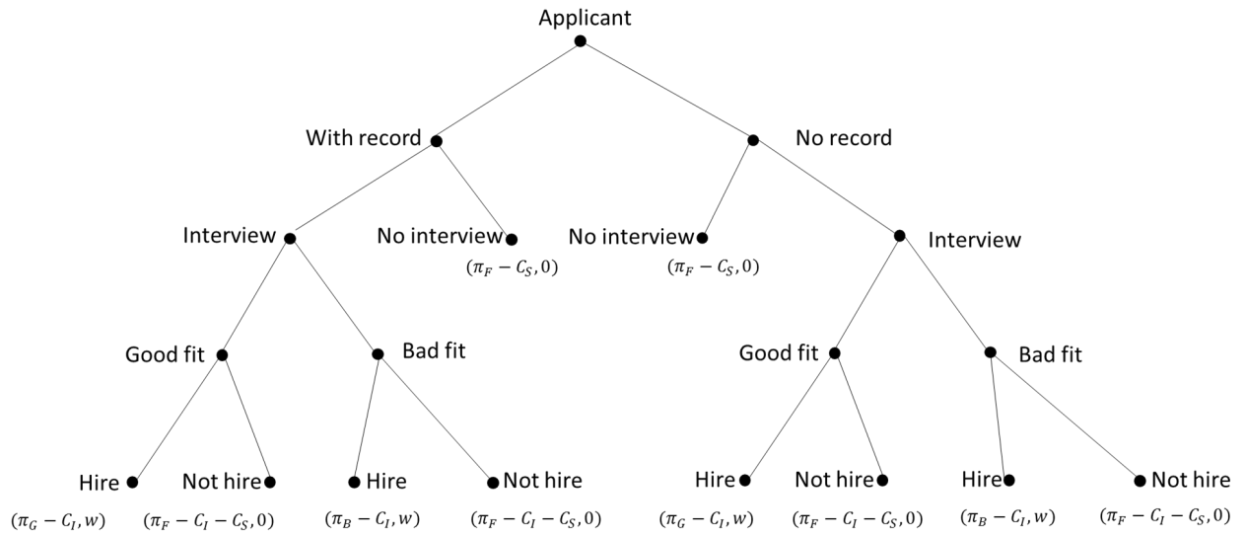 Applicant
With record
No record
Interview
No interview
No interview
Interview
(π_F − C_S, 0)
(π_F − C_S, 0)
Good fit
Bad fit
Good fit
Bad fit
Hire
Not hire
Hire
Not hire
Hire
Not hire
Hire
Not hire
(π_G − C_I, w)
(π_F − C_I − C_S, 0)
(π_B − C_I, w)
(π_F − C_I − C_S, 0)
(π_G − C_I, w)
(π_F − C_I − C_S, 0)
(π_B − C_I, w)
(π_F − C_I − C_S, 0)